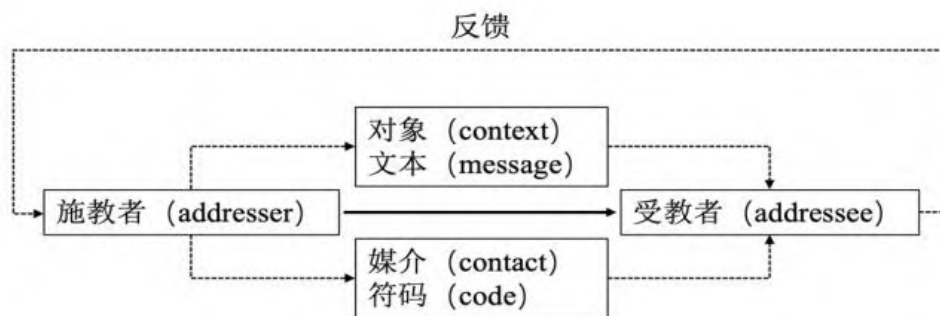 反馈
对象（context）
文本（message）
施教者（addresser）
受教者（addressee）
媒介（contact）
符码（code）